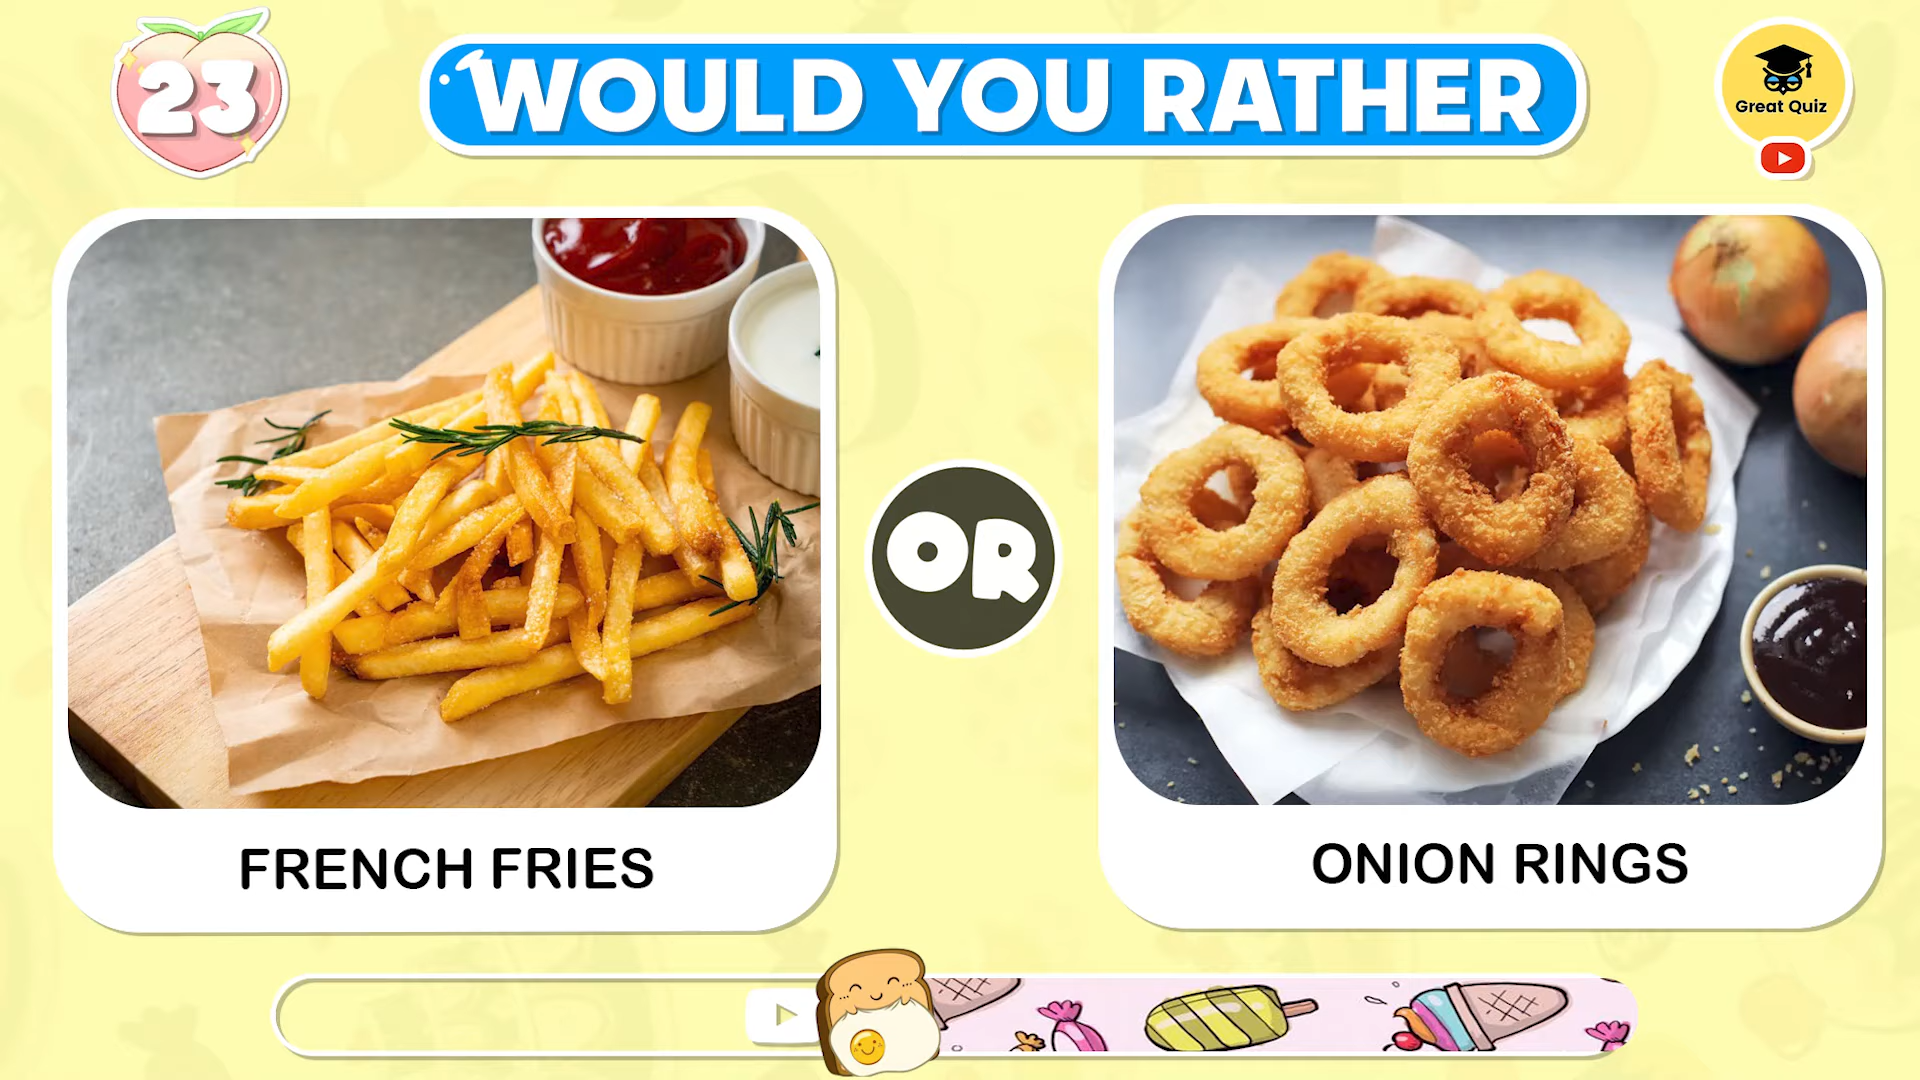 23
WOULD YOU RATHER
Great Quiz
OR
FRENCH FRIES
ONION RINGS